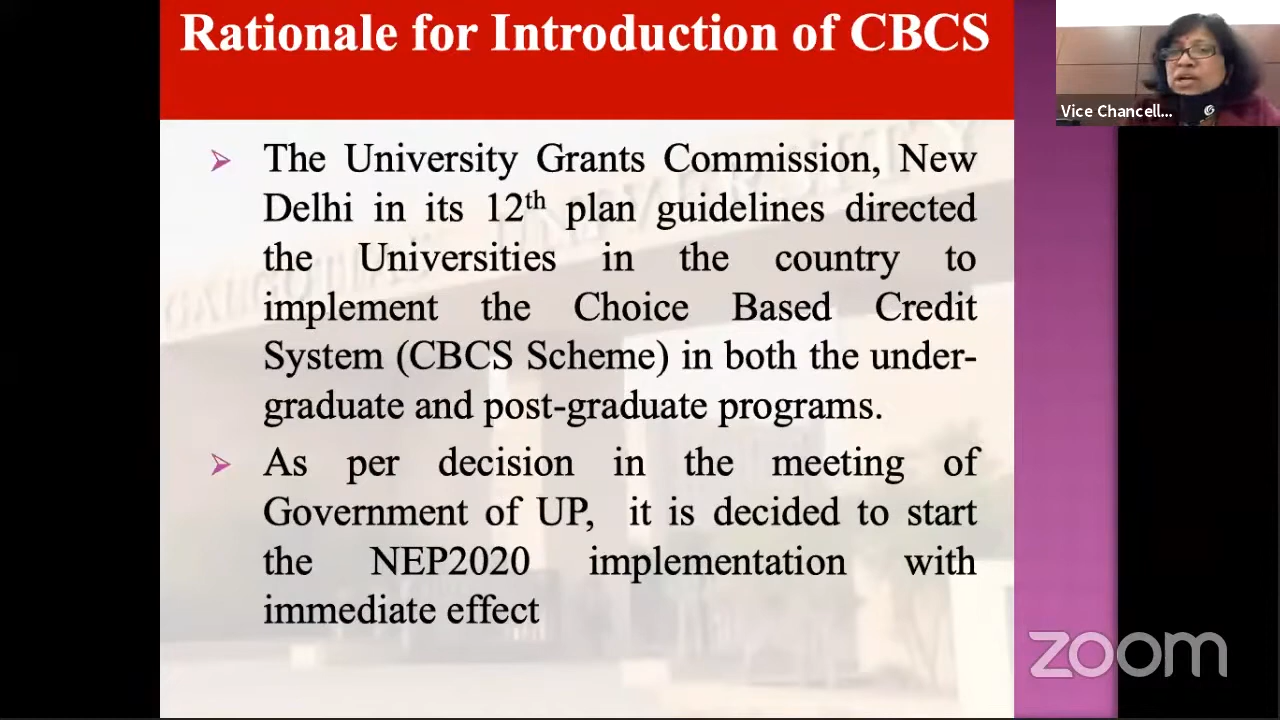 Rationale for Introduction of CBCS
The University Grants Commission, New
Delhi in its 12th plan guidelines directed
the Universities in the country to
implement the Choice Based Credit
System (CBCS Scheme) in both the under-
graduate and post-graduate programs.
As per decision in the meeting of
Government of UP, it is decided to start
the NEP2020 implementation with
immediate effect
Vice Chancell...
zoom